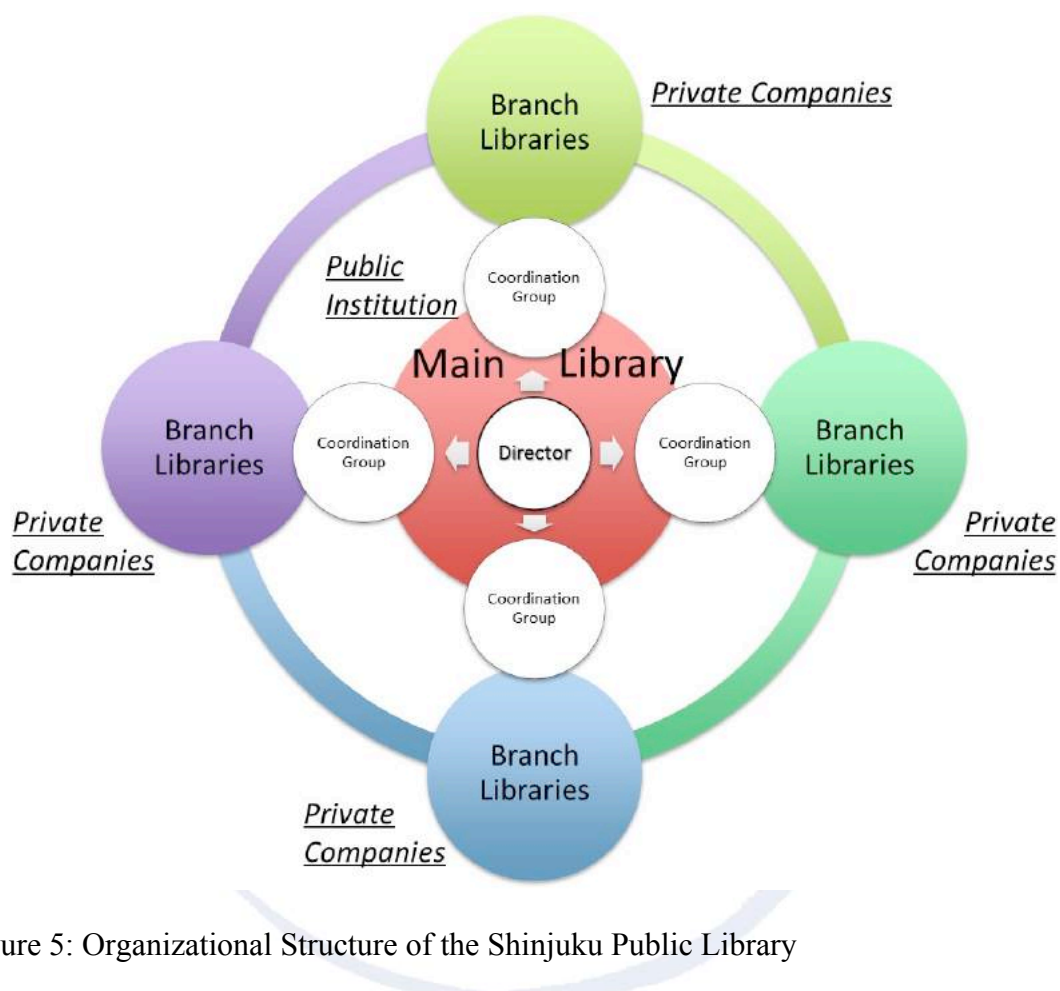 Branch
Libraries
Private Companies
Public
Institution
Coordination
Group
Main Library
Branch
Libraries
Coordination
Group
Director
Coordination
Group
Branch
Libraries
Private
Companies
Private
Companies
Coordination
Group
Branch
Libraries
Private
Companies
ure 5: Organizational Structure of the Shinjuku Public Library